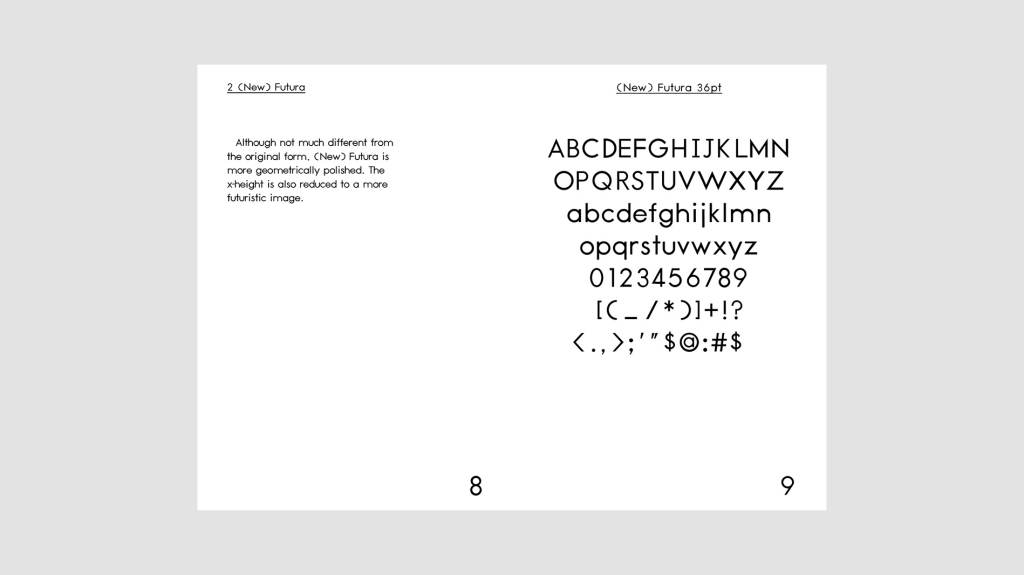 2 (New) Futura
Although not much different from
the original form, (New) Futura is
more geometrically polished. The
x-height is also reduced to a more
futuristic image.
8
(New) Futura 36pt
ABCDEFGHIJKLMN
OPQRSTUVWXYZ
abcdefghijklmn
opqrstuvwxyz
0123456789
[(_/*)]+!?
<.,>;'"$@:#$
9